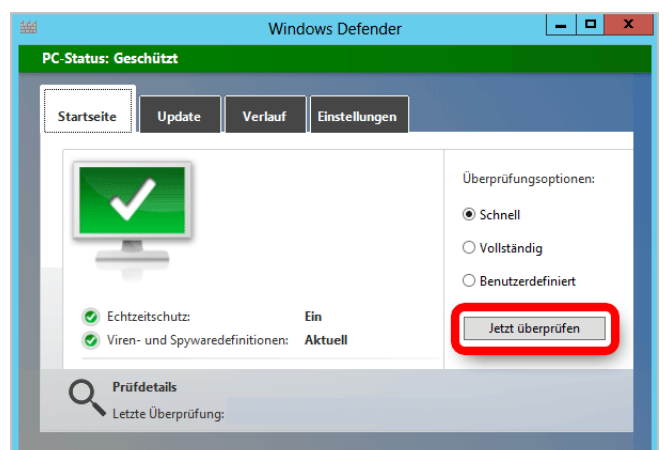 Windows Defender
PC-Status: Geschützt
Startseite Update Verlauf Einstellungen
Überprüfungsoptionen:
Schnell
Vollständig
Benutzerdefiniert
Jetzt überprüfen
Echtzeitschutz: Ein
Viren- und Spywaredefinitionen: Aktuell
Prüfdetails
Letzte Überprüfung: